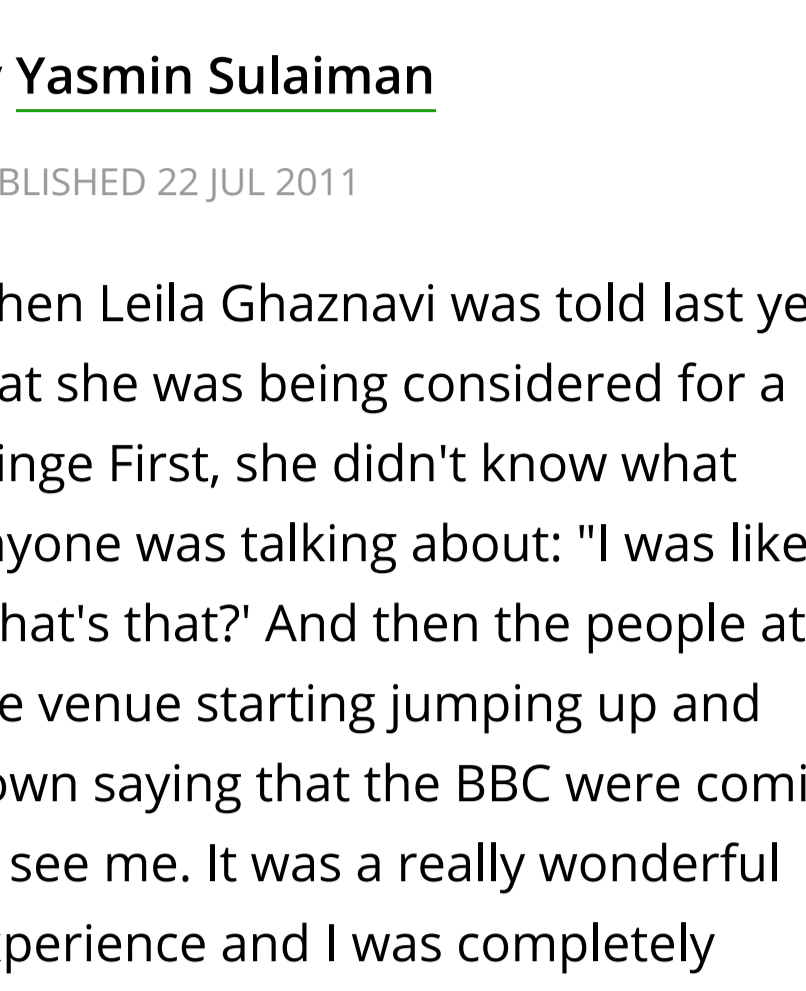 Yasmin Sulaiman
BLISHED 22 JUL 2011
hen Leila Ghaznavi was told last ye
at she was being considered for a
inge First, she didn't know what
yone was talking about: "I was like
hat's that?' And then the people at
e venue starting jumping up and
own saying that the BBC were comi
see me. It was a really wonderful
perience and I was completely